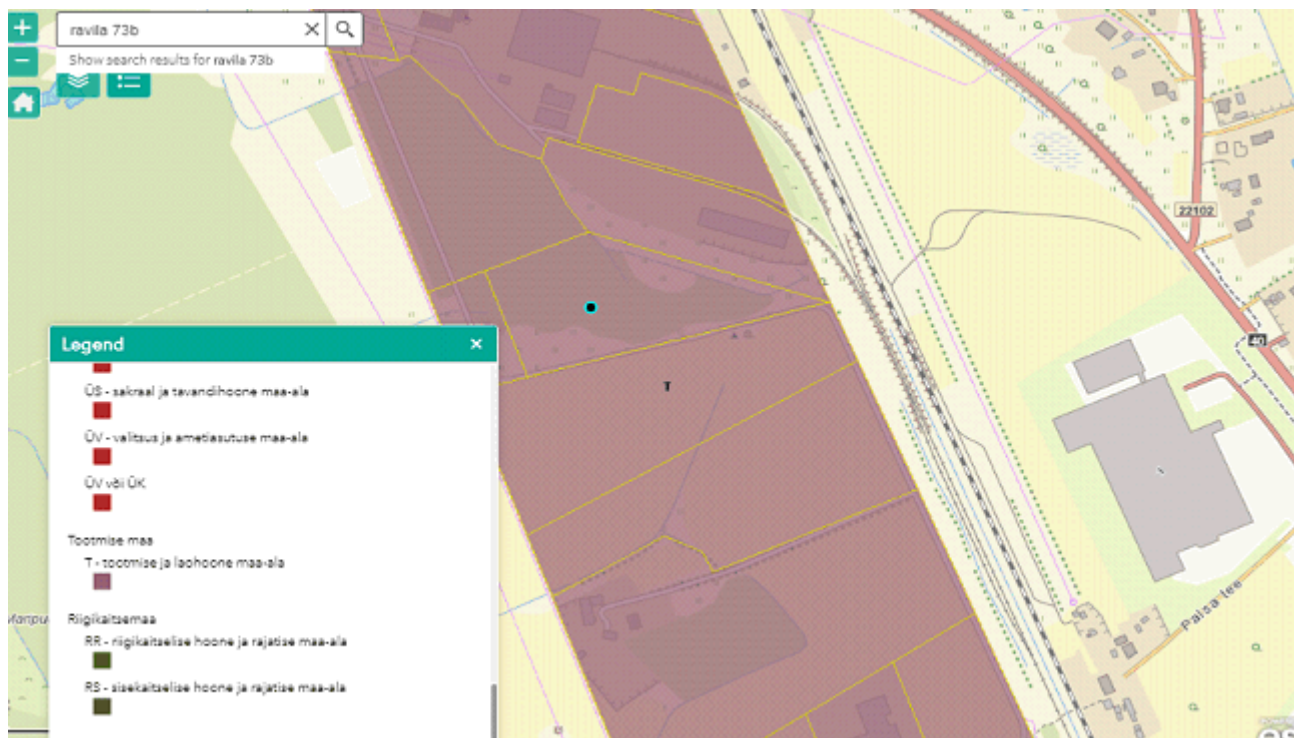 ravila 73b
Show search results for ravila 73b
22102
40
Legend
ÜS - sakraal ja tavandihoone maa-ala
ÜV - valitsus ja ametiasutuse maa-ala
ÜV või ÜK
T
Tootmise maa
T - tootmise ja laohoone maa-ala
Riigikaitsemaa
RR - riigikaitselise hoone ja rajatise maa-ala
RS - sisekaitselise hoone ja rajatise maa-ala
Palsa tee